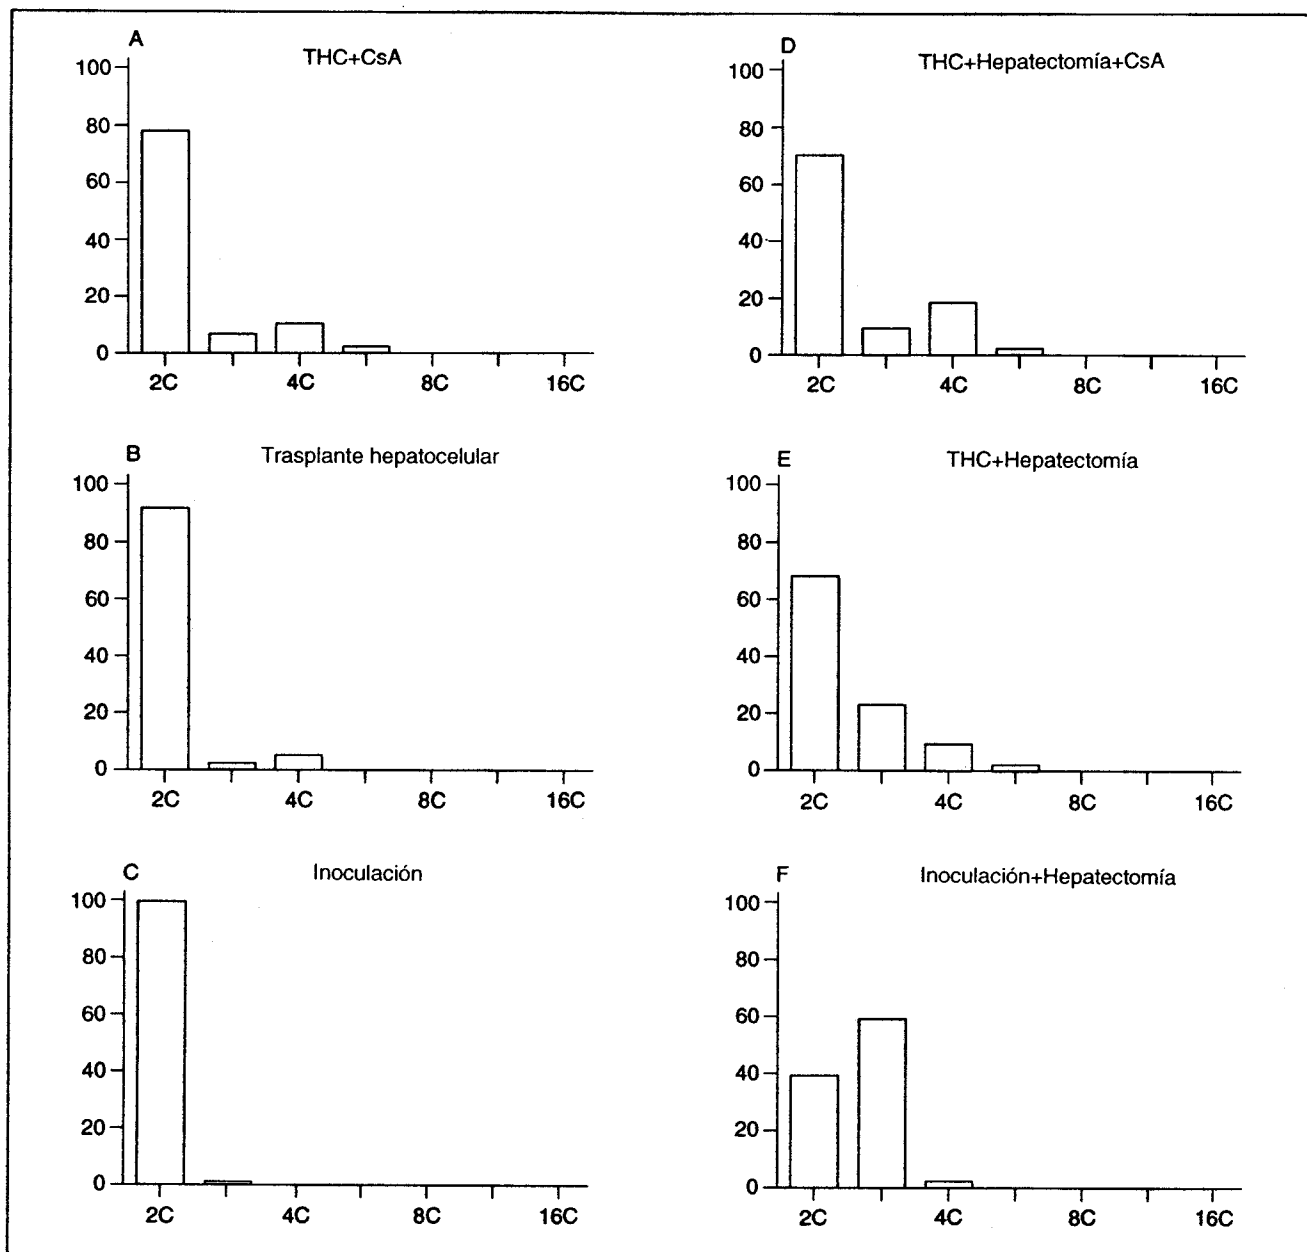 A
THC+CsA
100
80
60
40
20
0
2C 4C 8C 16C
D
THC+Hepatectomía+CsA
100
80
60
40
20
0
2C 4C 8C 16C
B
Trasplante hepatocelular
100
80
60
40
20
0
2C 4C 8C 16C
E
THC+Hepatectomía
100
80
60
40
20
0
2C 4C 8C 16C
C
Inoculación
100
80
60
40
20
0
2C 4C 8C 16C
F
Inoculación+Hepatectomía
100
80
60
40
20
0
2C 4C 8C 16C